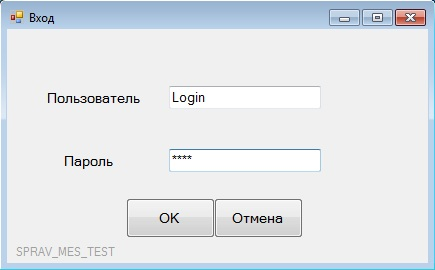 Вход
Пользователь Login
Пароль ****
OK Отмена
SPRAV_MES_TEST